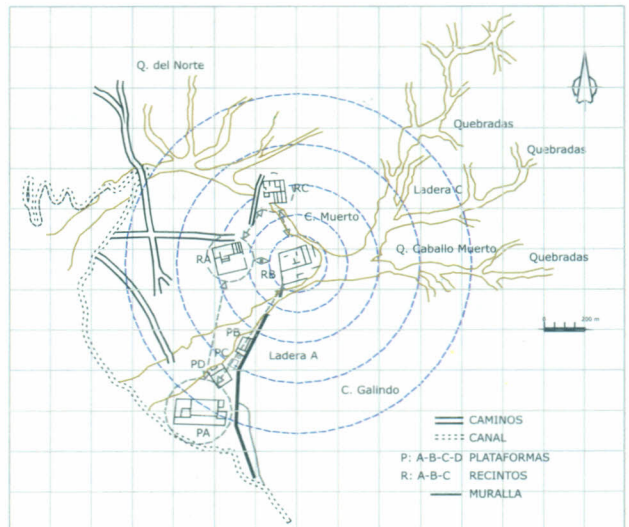 Q. del Norte
Quebradas
Quebradas
Ladera C
RC
C. Muerto
Q. Caballo Muerto
Quebradas
RA
RB
200 m
PB
PC
Ladera A
PD
C. Galindo
PA
CAMINOS
CANAL
P: A-B-C-D PLATAFORMAS
R: A-B-C RECINTOS
MURALLA